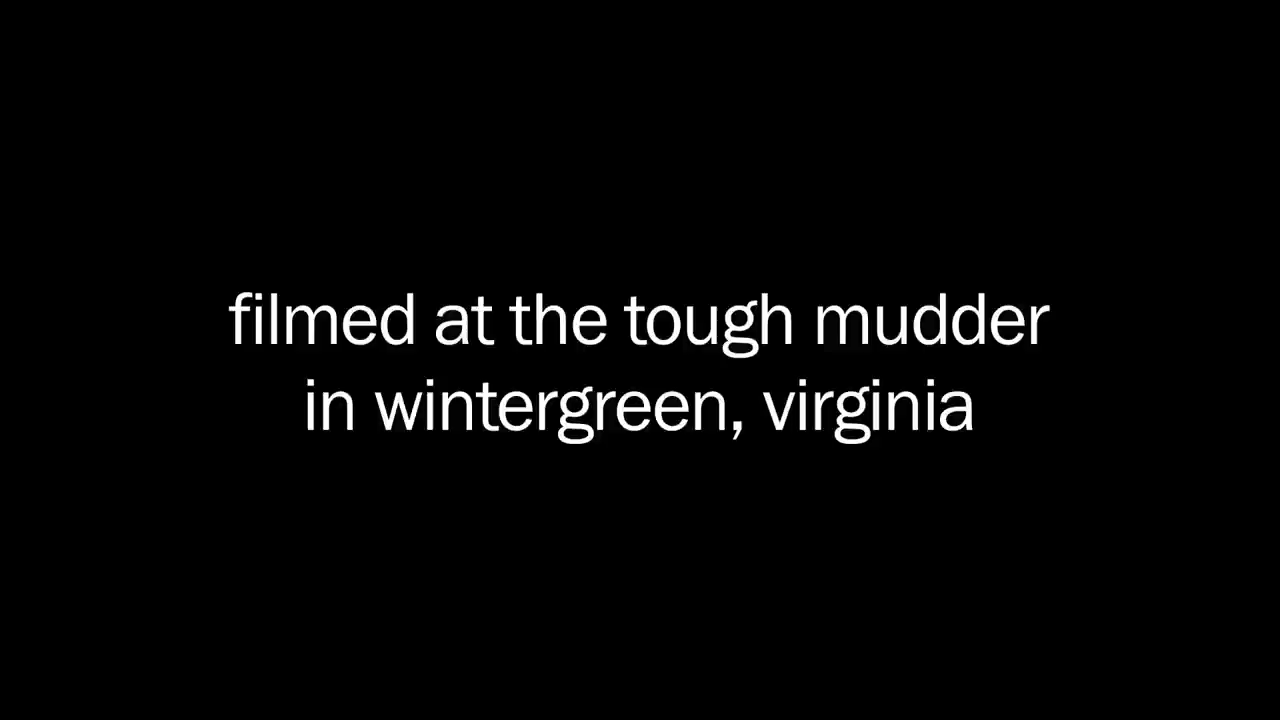 filmed at the tough mudder
in wintergreen, virginia